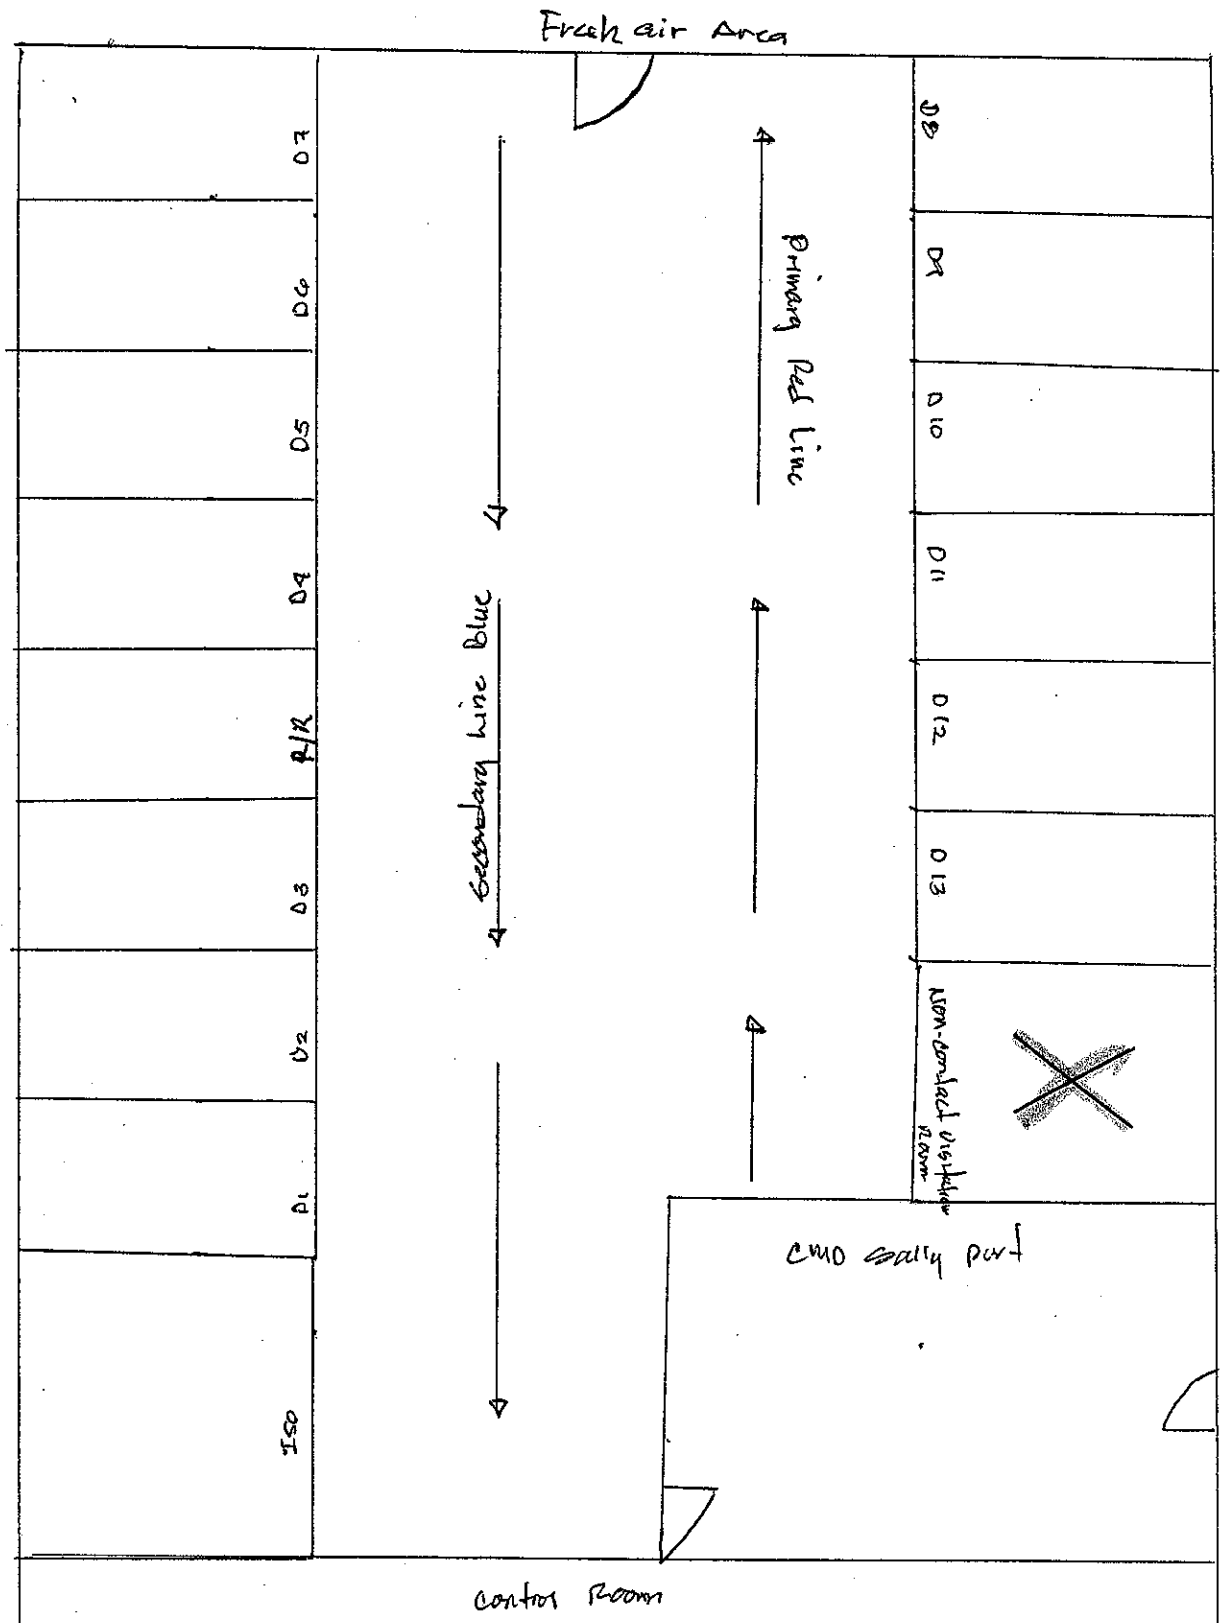 Fresh air Area
D7
D6
D5
D4
R/R
D3
D2
D1
ISO
Secondary Line Blue
Primary Red Line
D8
D9
D10
D11
D12
D13
Non-contact visitation
Room
CMO sally port
Control Room